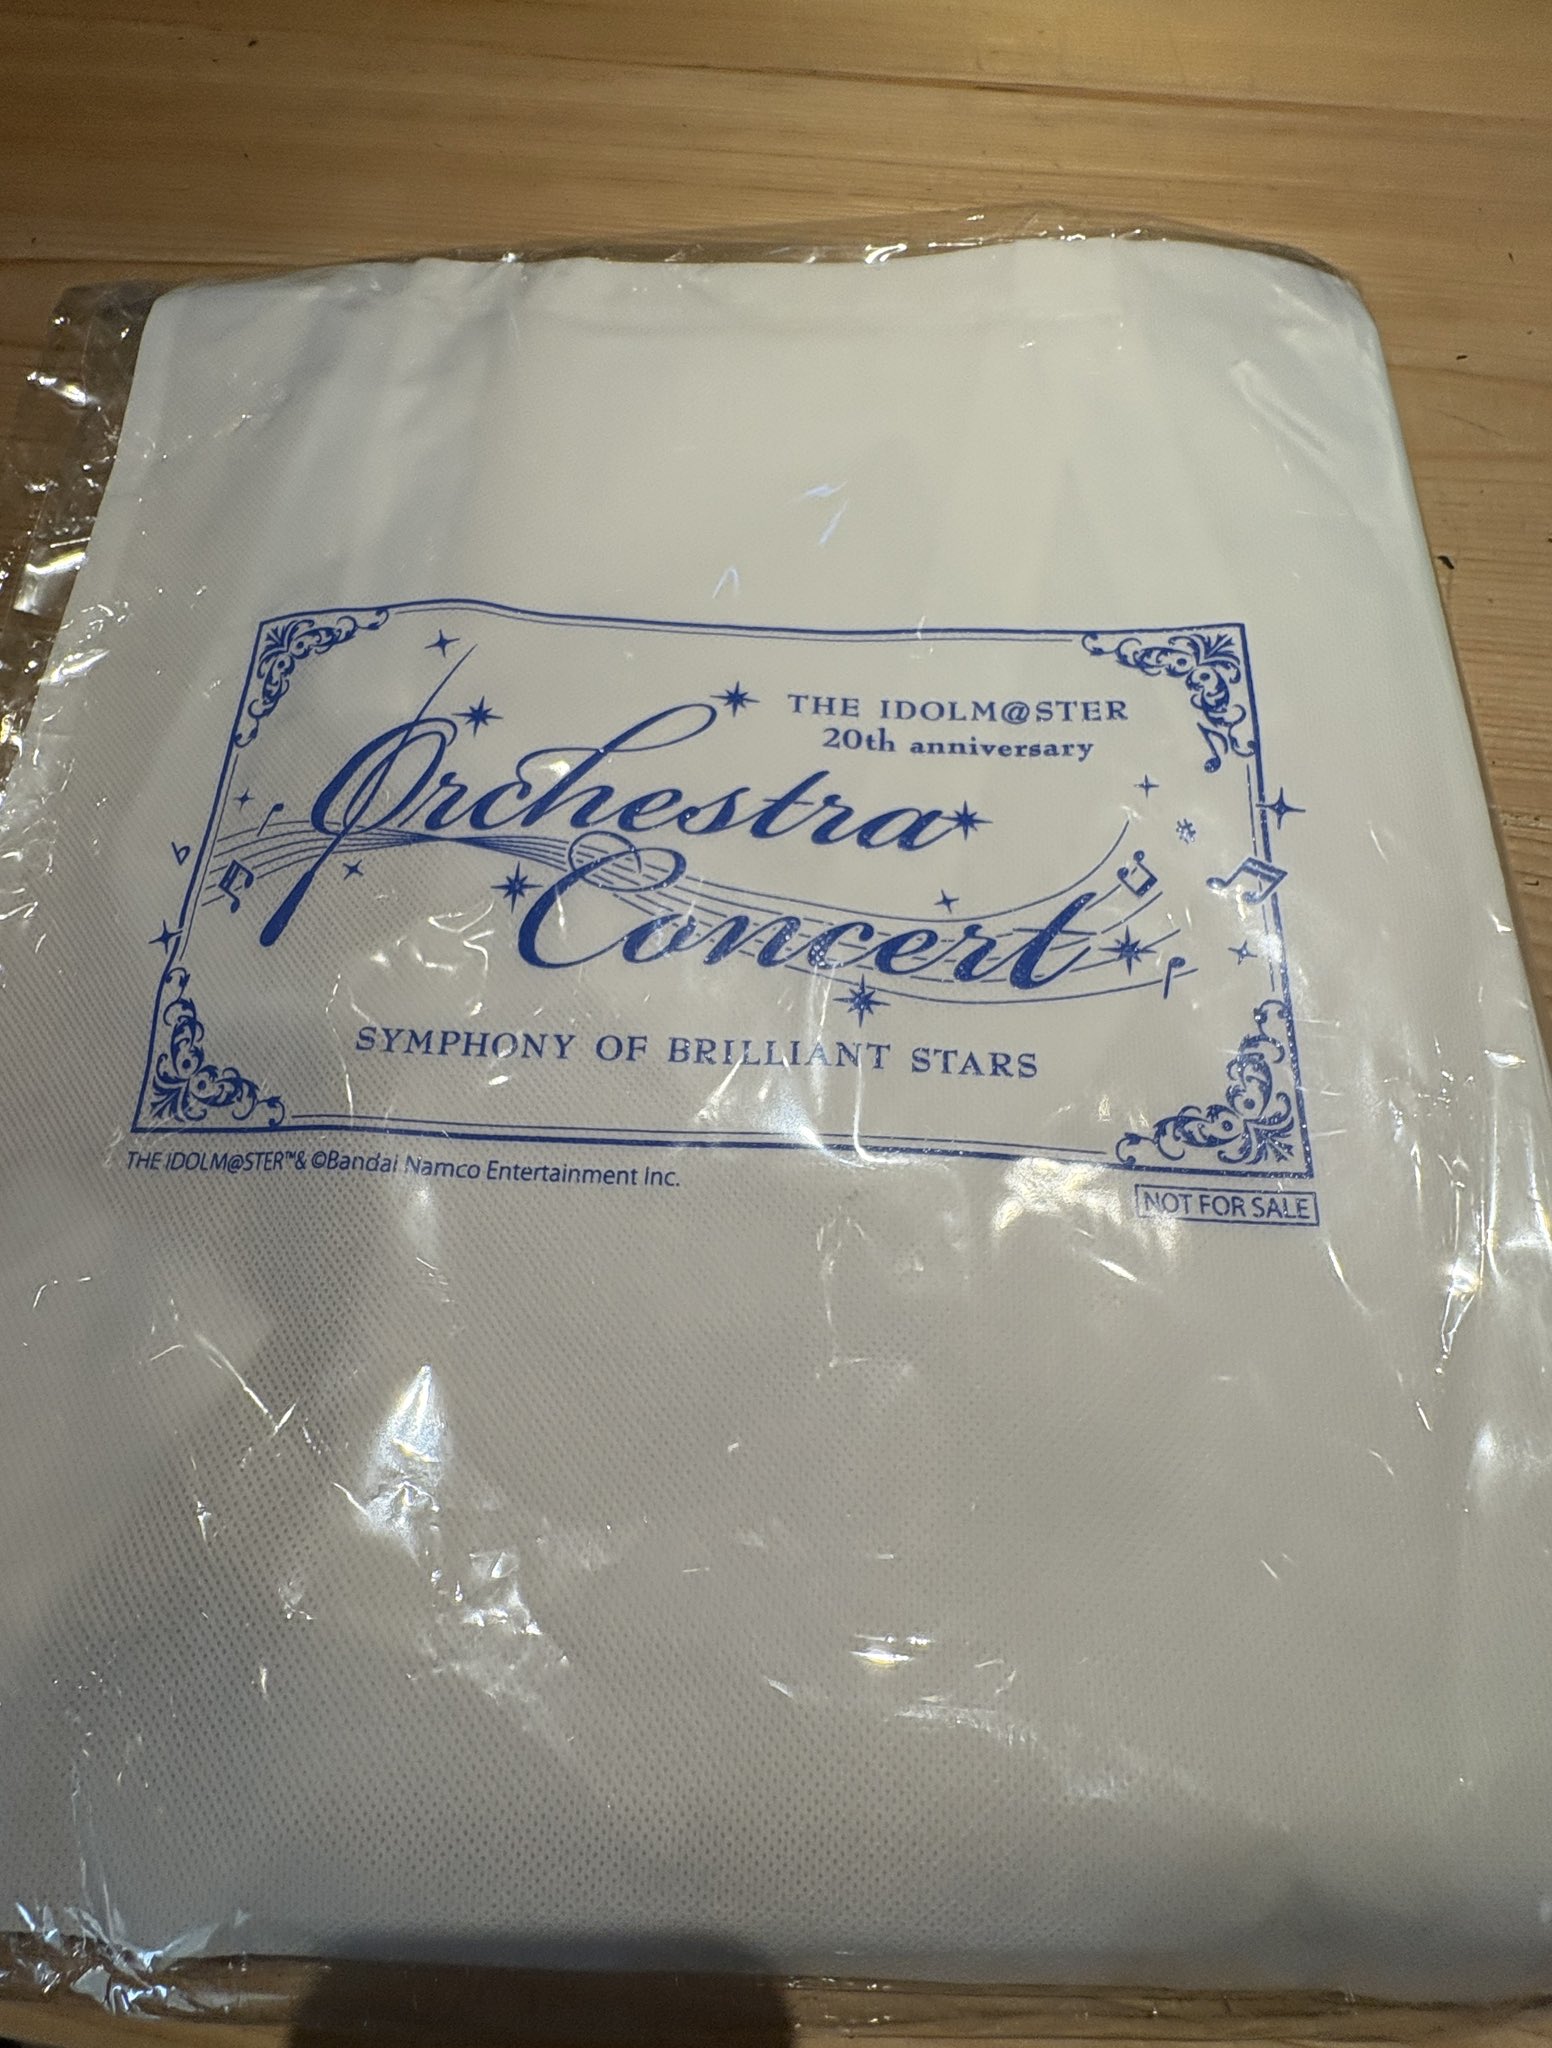 THE IDOLM@STER
20th anniversary
Orchestra
Concert
SYMPHONY OF BRILLIANT STARS
THE IDOLM@STER™& ©Bandai Namco Entertainment Inc.
NOT FOR SALE